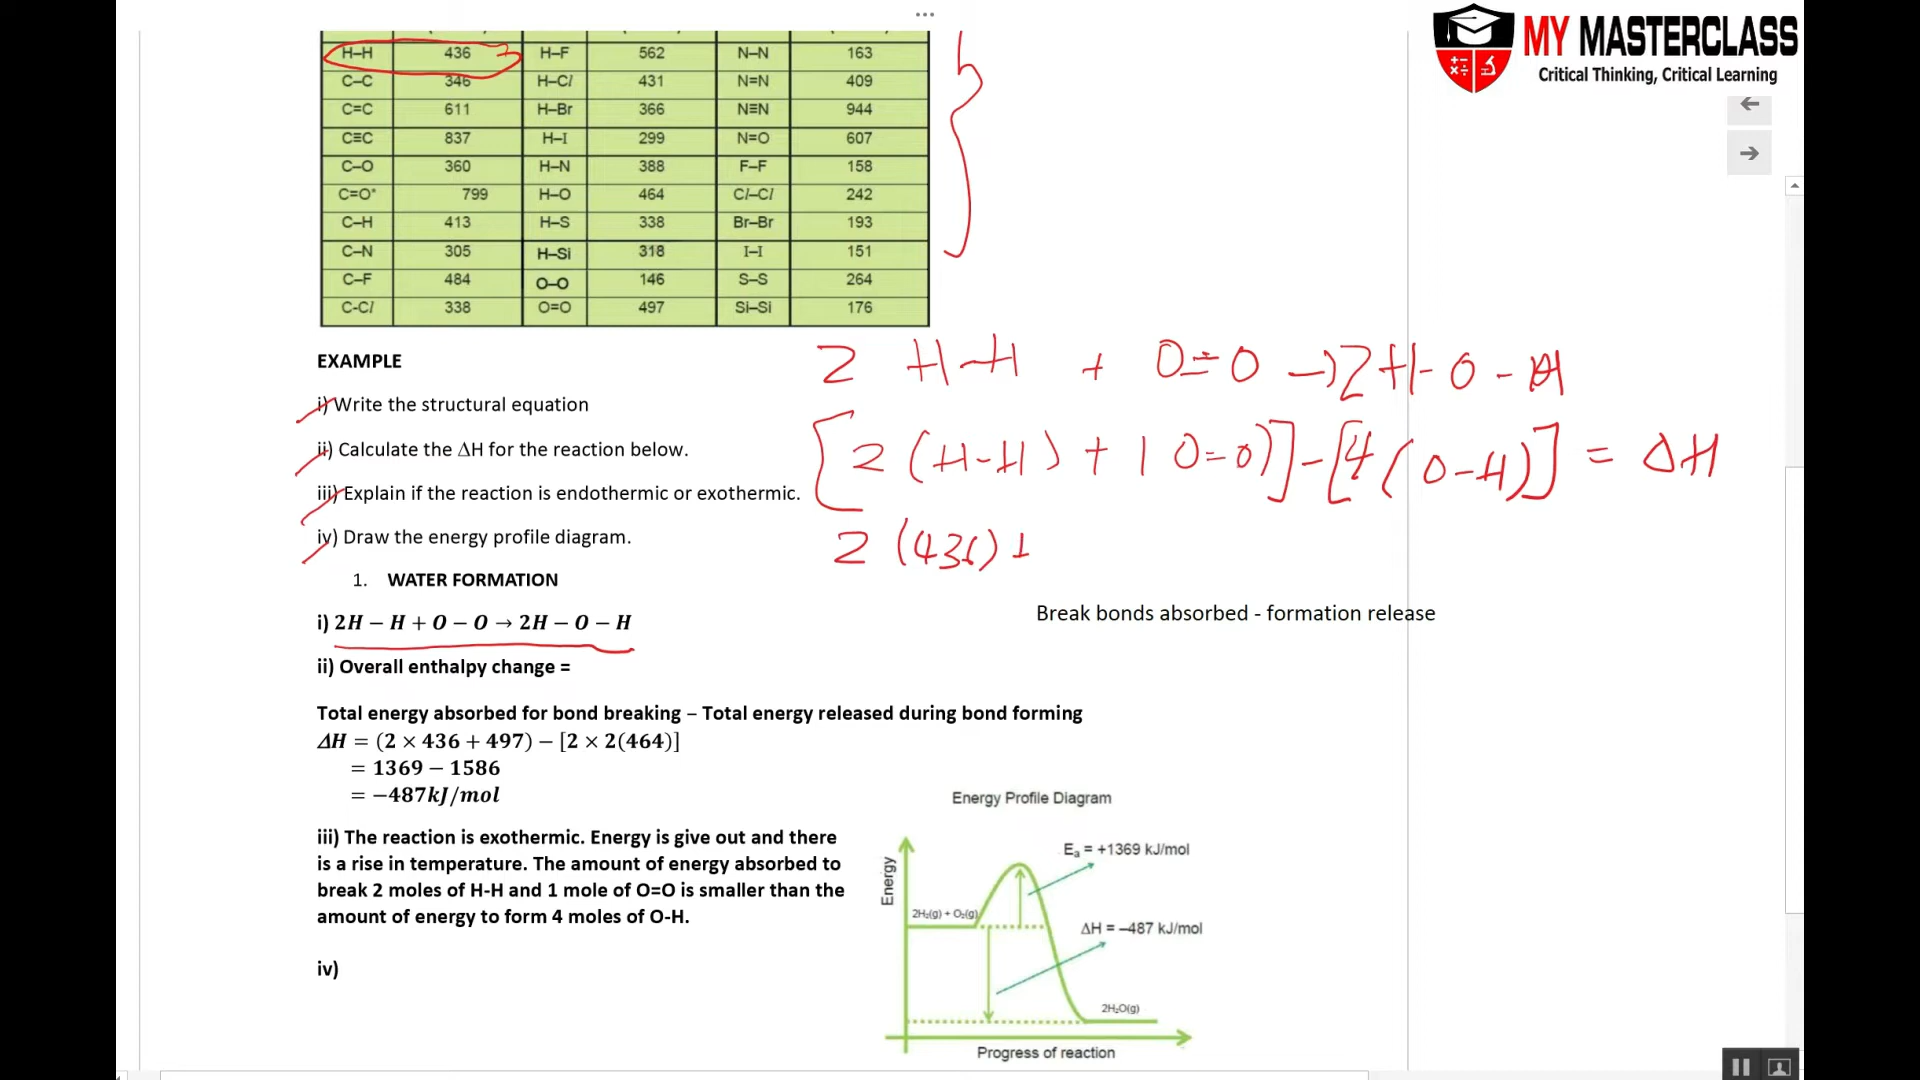 MY MASTERCLASS
Critical Thinking, Critical Learning
H–H 436 H–F 562 N–N 163
C–C 346 H–Cl 431 N=N 409
C=C 611 H–Br 366 N≡N 944
C≡C 837 H–I 299 N=O 607
C–O 360 H–N 388 F–F 158
C=O* 799 H–O 464 Cl–Cl 242
C–H 413 H–S 338 Br–Br 193
C–N 305 H–Si 318 I–I 151
C–F 484 O–O 146 S–S 264
C-Cl 338 O=O 497 Si–Si 176
EXAMPLE
2 H-H + O=O → 2 H-O-H
i) Write the structural equation
ii) Calculate the ΔH for the reaction below.
[2 (H-H) + 1 O=O)] - [4 (O-H)] = ΔH
iii) Explain if the reaction is endothermic or exothermic.
iv) Draw the energy profile diagram.
2 (436) +
1. WATER FORMATION
Break bonds absorbed - formation release
i) 2H − H + O − O → 2H − O − H
ii) Overall enthalpy change =
Total energy absorbed for bond breaking – Total energy released during bond forming
ΔH = (2 × 436 + 497) − [2 × 2(464)]
= 1369 − 1586
= −487kJ/mol
iii) The reaction is exothermic. Energy is give out and there
is a rise in temperature. The amount of energy absorbed to
break 2 moles of H-H and 1 mole of O=O is smaller than the
amount of energy to form 4 moles of O-H.
iv)
Energy Profile Diagram
Energy
Ea = +1369 kJ/mol
2H₂(g) + O₂(g)
ΔH = –487 kJ/mol
2H₂O(g)
Progress of reaction